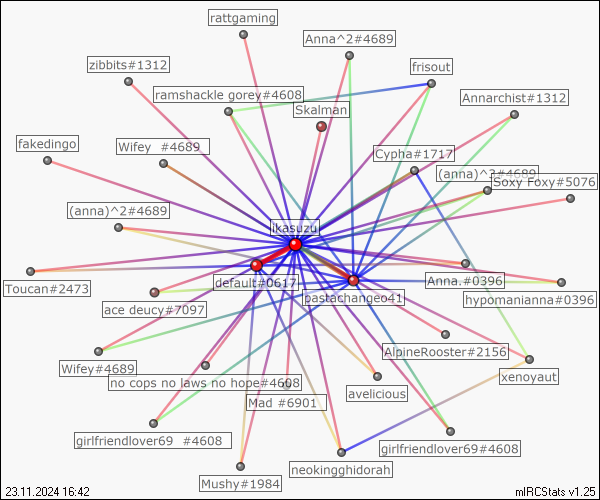 rattgaming
Anna^2#4689
frisout
zibbits#1312
ramshackle gorev#4608
Annarchist#1312
Skalman
fakedingo
Wifey  #4689
Cypha#1717
(anna)^2#4689
Soxy Foxy#5076
(anna)^2#4689
ikasuzu
Toucan#2473
default#0617
Anna.#0396
pastachangeo41
hypomanianna#0396
ace deucy#7097
AlpineRooster#2156
Wifey#4689
no cops no laws no hope#4608
xenoyaut
avelicious
Mad #6901
girlfriendlover69  #4608
girlfriendlover69#4608
neokingghidorah
Mushy#1984
23.11.2024 16:42
mIRCStats v1.25